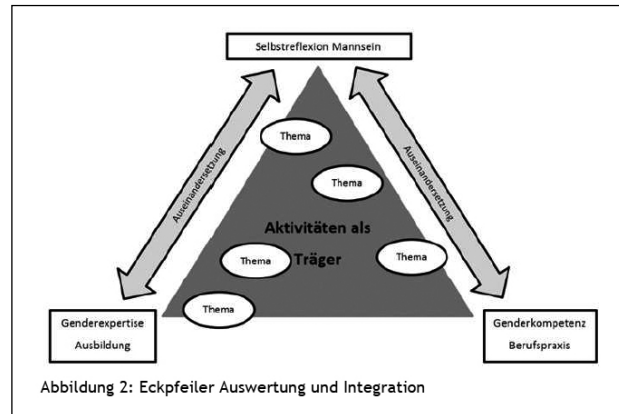 Selbstreflexion Mannsein
Thema
Auseinandersetzung
Auseinandersetzung
Thema
Aktivitäten als
Träger
Thema
Thema
Thema
Genderexpertise
Ausbildung
Genderkompetenz
Berufspraxis
Abbildung 2: Eckpfeiler Auswertung und Integration